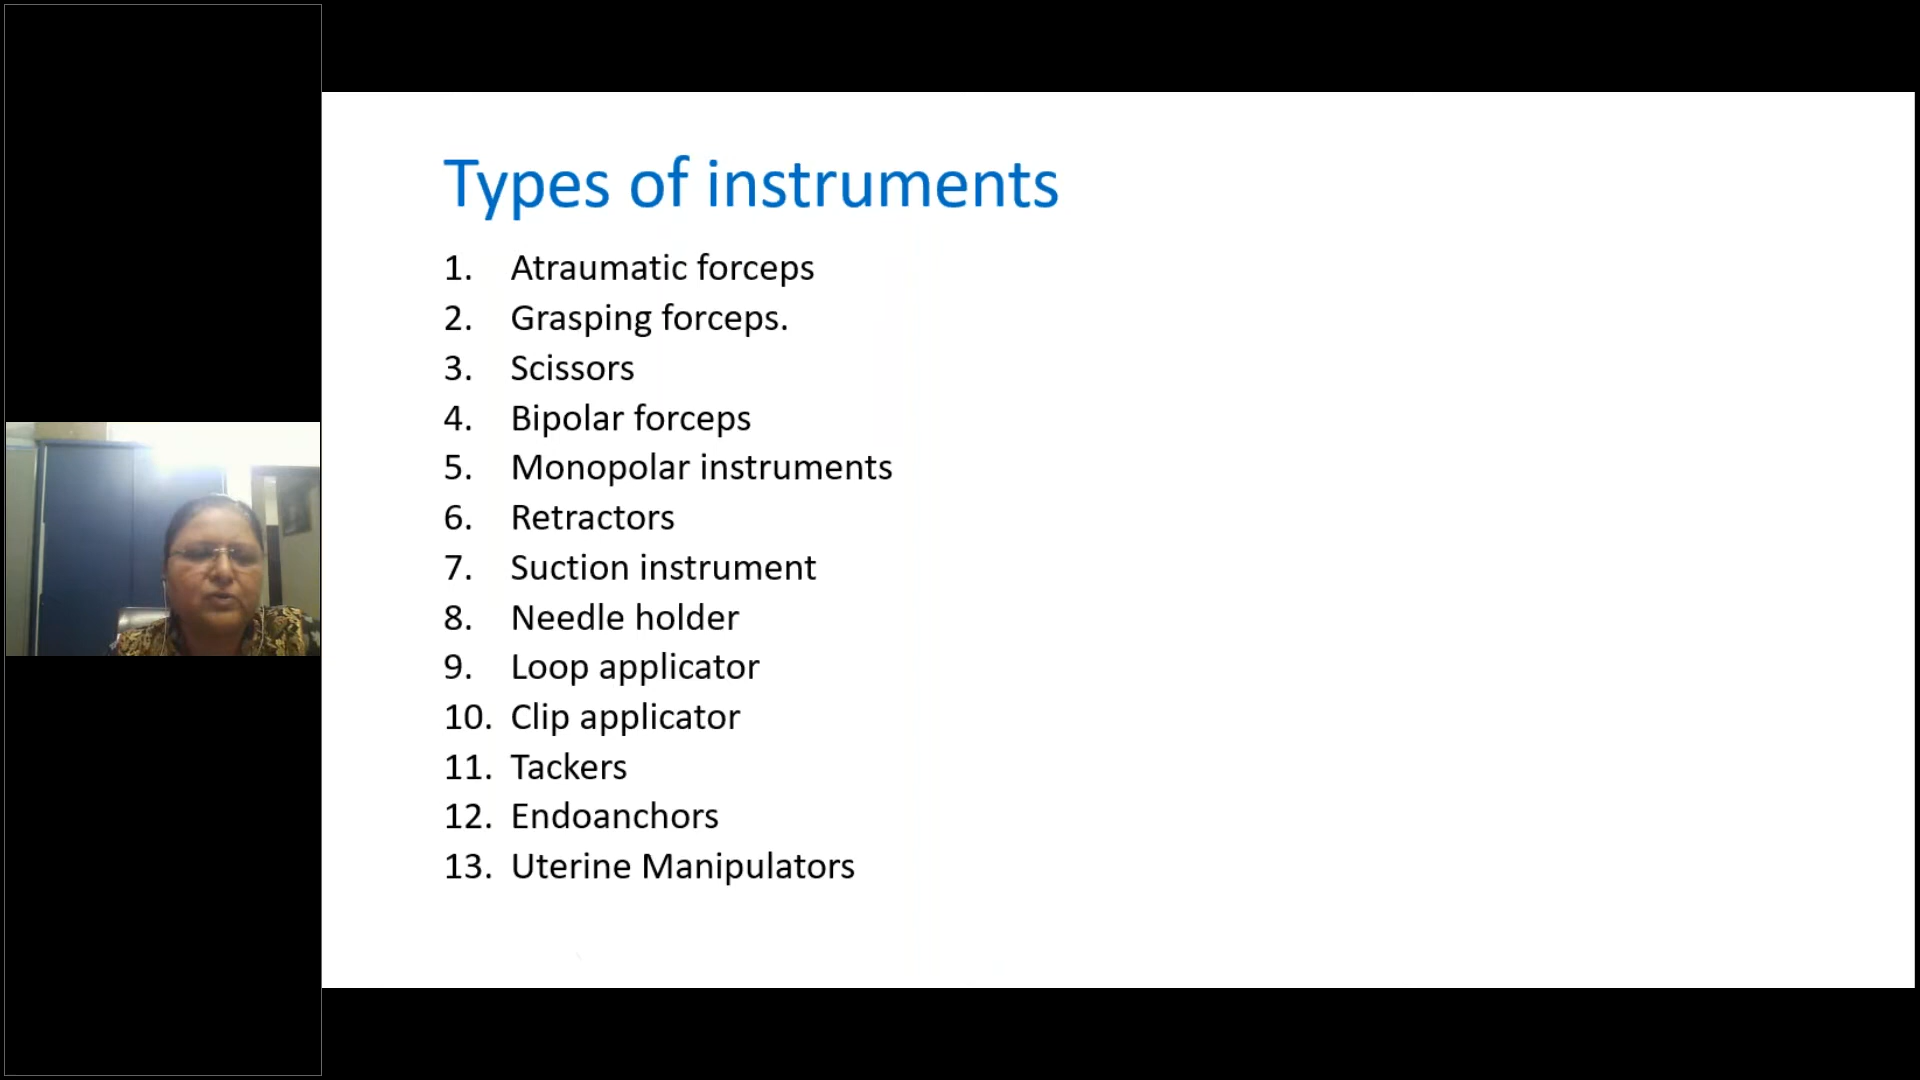 Types of instruments
1. Atraumatic forceps
2. Grasping forceps.
3. Scissors
4. Bipolar forceps
5. Monopolar instruments
6. Retractors
7. Suction instrument
8. Needle holder
9. Loop applicator
10. Clip applicator
11. Tackers
12. Endoanchors
13. Uterine Manipulators